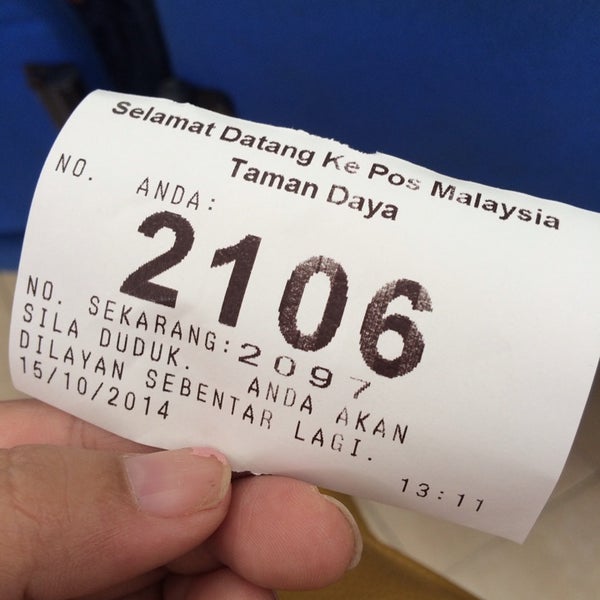 Selamat Datang Ke Pos Malaysia
Taman Daya
NO. ANDA:
2106
NO. SEKARANG: 2097
SILA DUDUK. ANDA AKAN
DILAYAN SEBENTAR LAGI.
15/10/2014 13:11